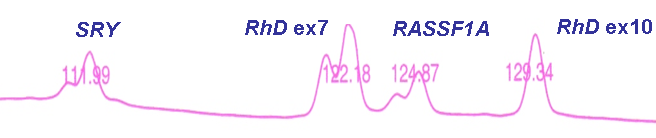 SRY RhD ex7 RASSF1A RhD ex10
111.99 122.18 124.87 129.34